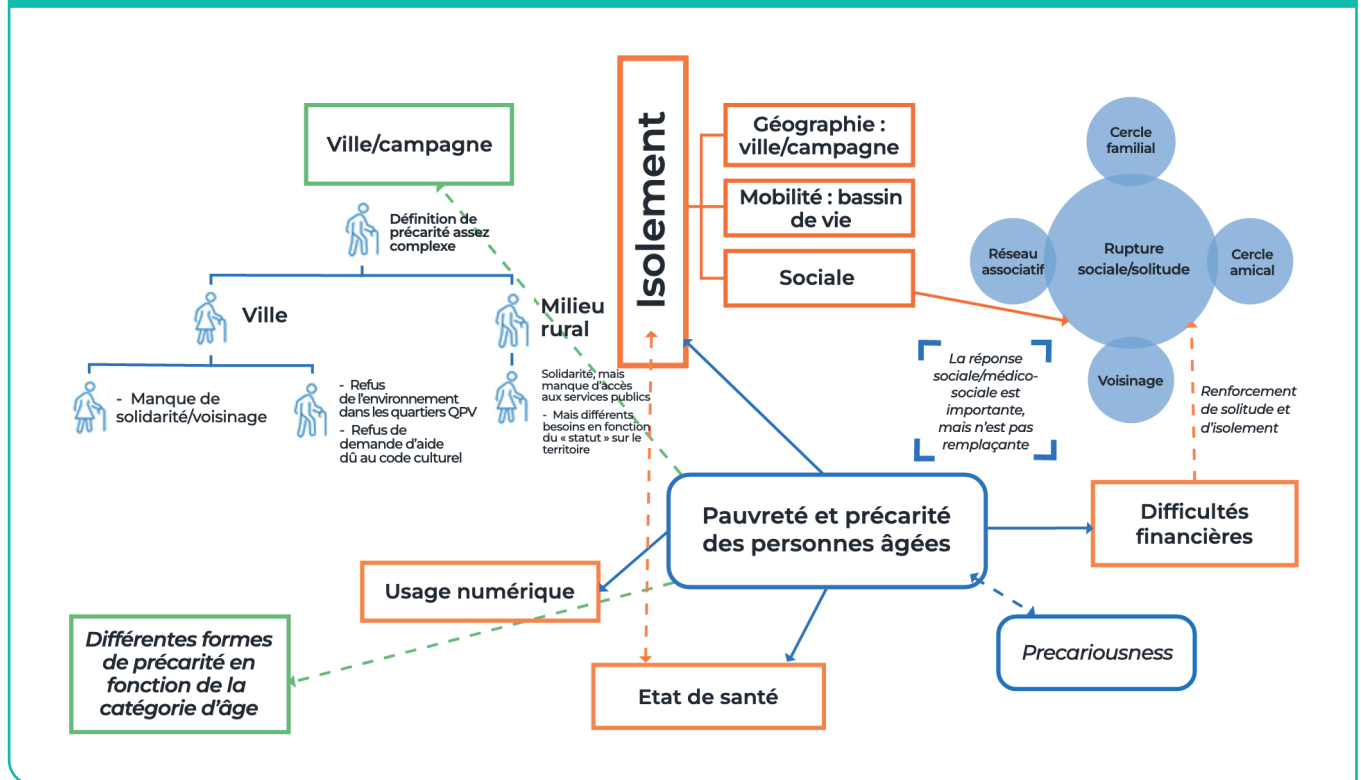 Ville/campagne
Définition de
précarité assez
complexe
Ville
Milieu
rural
- Manque de
solidarité/voisinage
- Refus
de l'environnement
dans les quartiers QPV
- Refus de
demande d'aide
dû au code culturel
Solidarité, mais
manque d'accès
aux services publics
- Mais différents
besoins en fonction
du « statut » sur le
territoire
Isolement
Géographie :
ville/campagne
Mobilité : bassin
de vie
Sociale
Cercle
familial
Réseau
associatif
Rupture
sociale/solitude
Cercle
amical
Voisinage
La réponse
sociale/médico-
sociale est
importante,
mais n'est pas
remplaçante
Renforcement
de solitude et
d'isolement
Pauvreté et précarité
des personnes âgées
Difficultés
financières
Usage numérique
Différentes formes
de précarité en
fonction de la
catégorie d'âge
Etat de santé
Precariousness